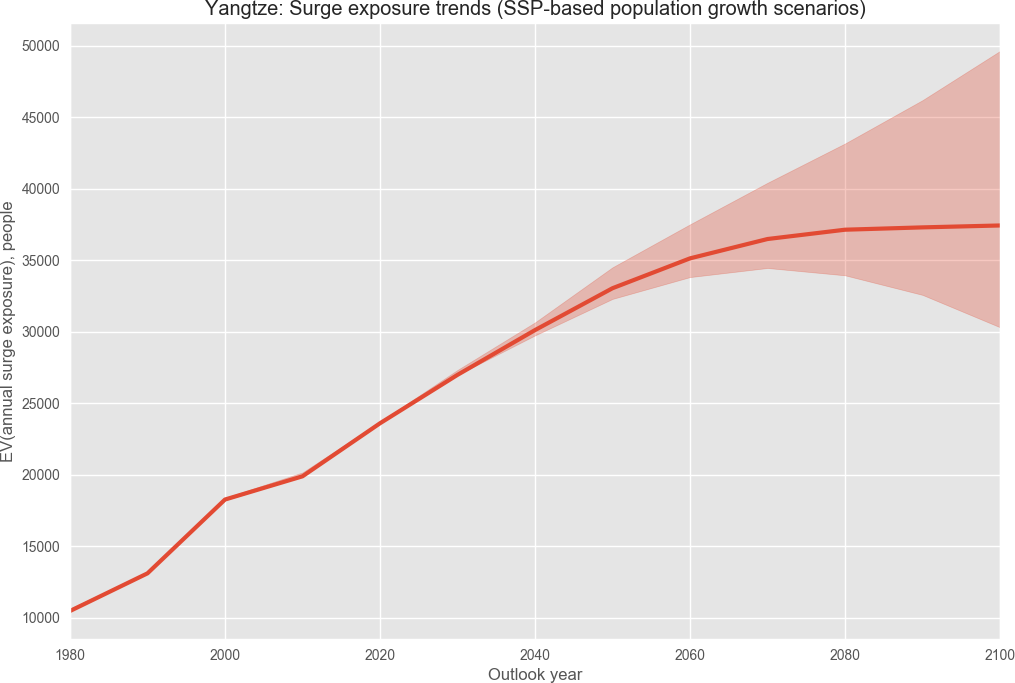 Yangtze: Surge exposure trends (SSP-based population growth scenarios)
EV(annual surge exposure), people
50000
45000
40000
35000
30000
25000
20000
15000
10000
1980 2000 2020 2040 2060 2080 2100
Outlook year